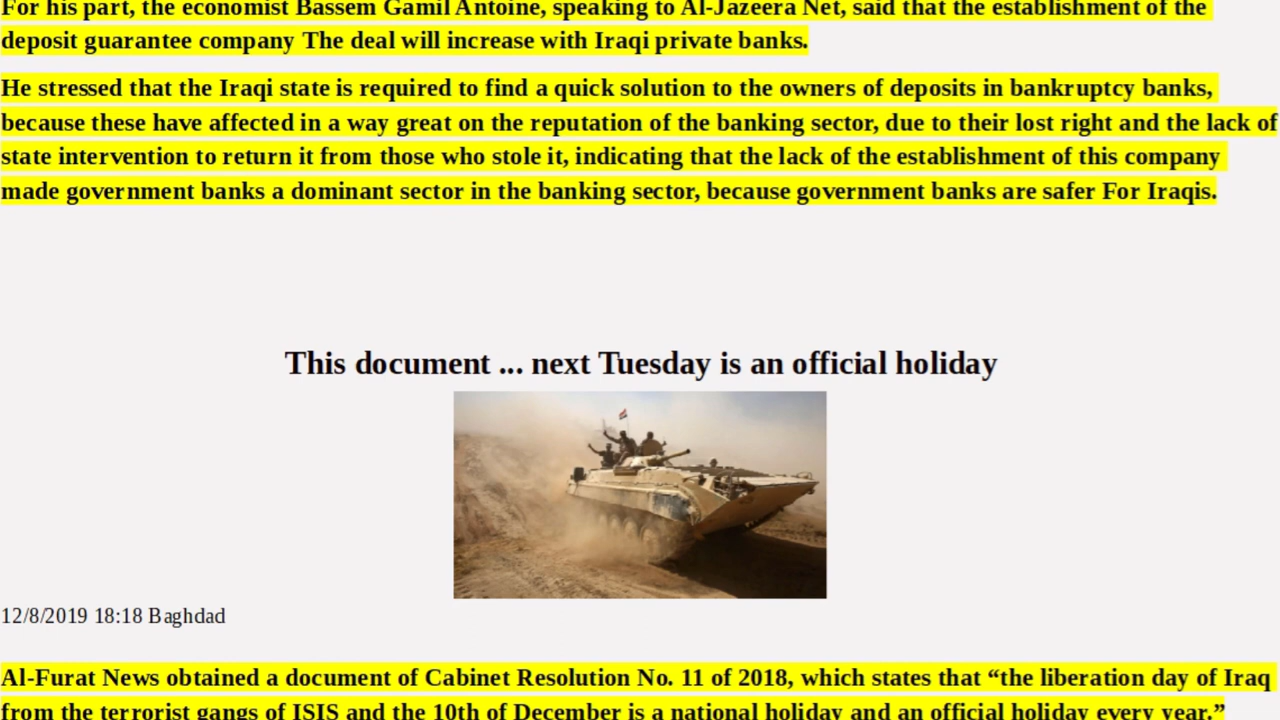 For his part, the economist Bassem Gamil Antoine, speaking to Al-Jazeera Net, said that the establishment of the
deposit guarantee company The deal will increase with Iraqi private banks.
He stressed that the Iraqi state is required to find a quick solution to the owners of deposits in bankruptcy banks,
because these have affected in a way great on the reputation of the banking sector, due to their lost right and the lack of
state intervention to return it from those who stole it, indicating that the lack of the establishment of this company
made government banks a dominant sector in the banking sector, because government banks are safer For Iraqis.
This document ... next Tuesday is an official holiday
12/8/2019 18:18 Baghdad
Al-Furat News obtained a document of Cabinet Resolution No. 11 of 2018, which states that “the liberation day of Iraq
from the terrorist gangs of ISIS and the 10th of December is a national holiday and an official holiday every year.”